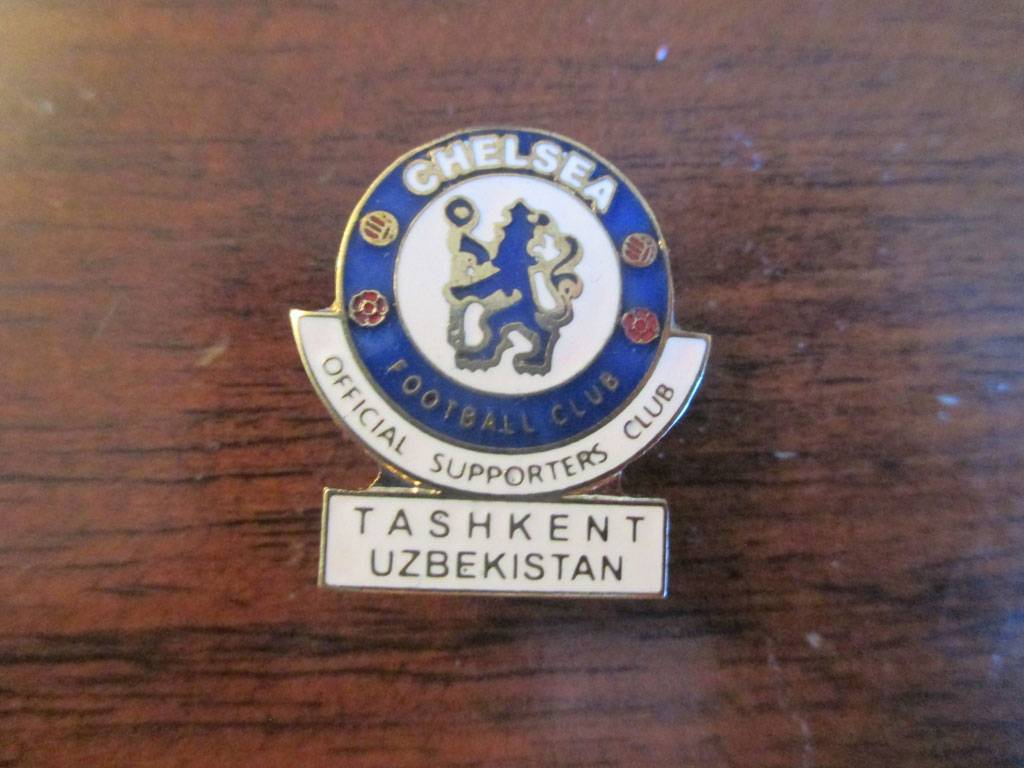 CHELSEA
FOOTBALL CLUB
OFFICIAL SUPPORTERS CLUB
TASHKENT
UZBEKISTAN